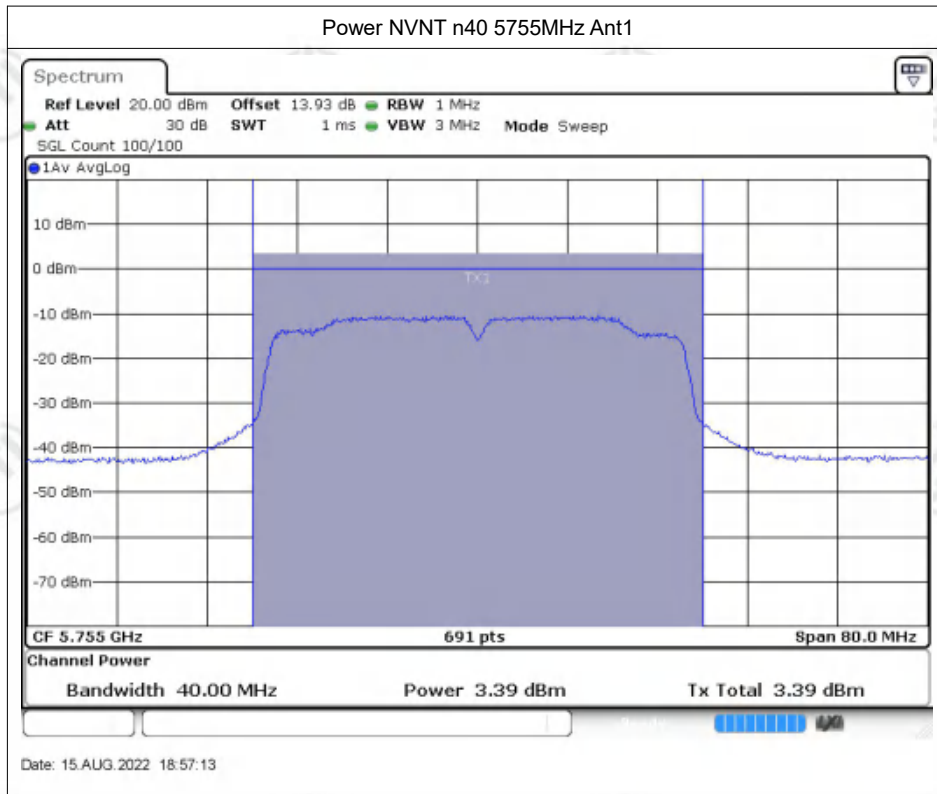 Power NVNT n40 5755MHz Ant1
Spectrum
Ref Level 20.00 dBm Offset 13.93 dB RBW 1 MHz
Att 30 dB SWT 1 ms VBW 3 MHz Mode Sweep
SGL Count 100/100
1Av AvgLog
10 dBm
0 dBm
TX1
-10 dBm
-20 dBm
-30 dBm
-40 dBm
-50 dBm
-60 dBm
-70 dBm
CF 5.755 GHz 691 pts Span 80.0 MHz
Channel Power
Bandwidth 40.00 MHz Power 3.39 dBm Tx Total 3.39 dBm
Date: 15.AUG.2022 18:57:13